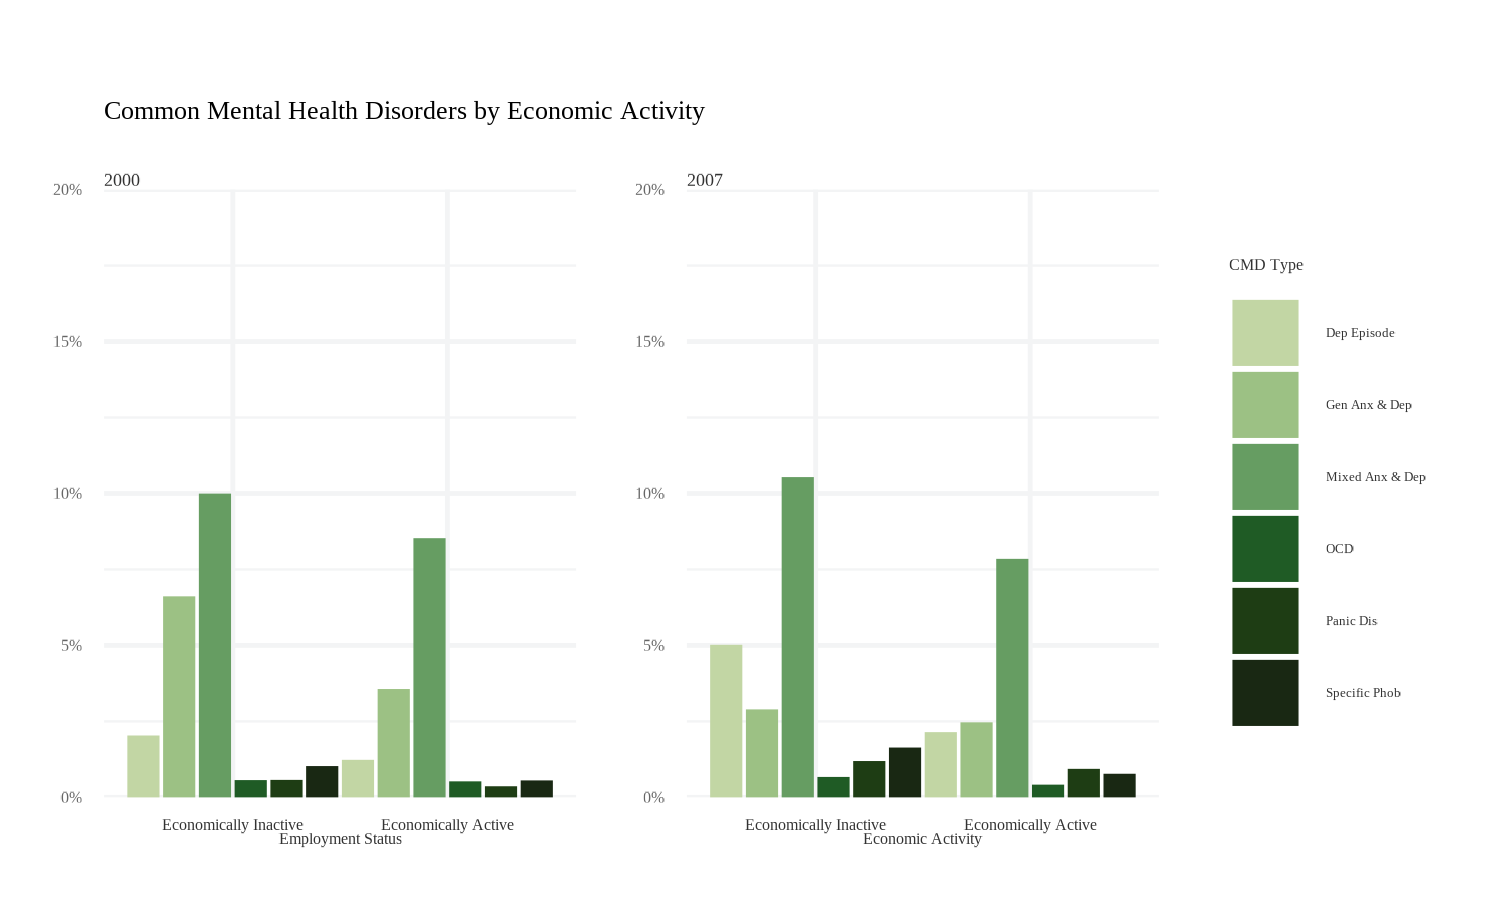 Common Mental Health Disorders by Economic Activity
2000
20%
15%
10%
5%
0%
Economically Inactive
Economically Active
Employment Status
2007
20%
15%
10%
5%
0%
Economically Inactive
Economically Active
Economic Activity
CMD Type
Dep Episode
Gen Anx & Dep
Mixed Anx & Dep
OCD
Panic Dis
Specific Phob